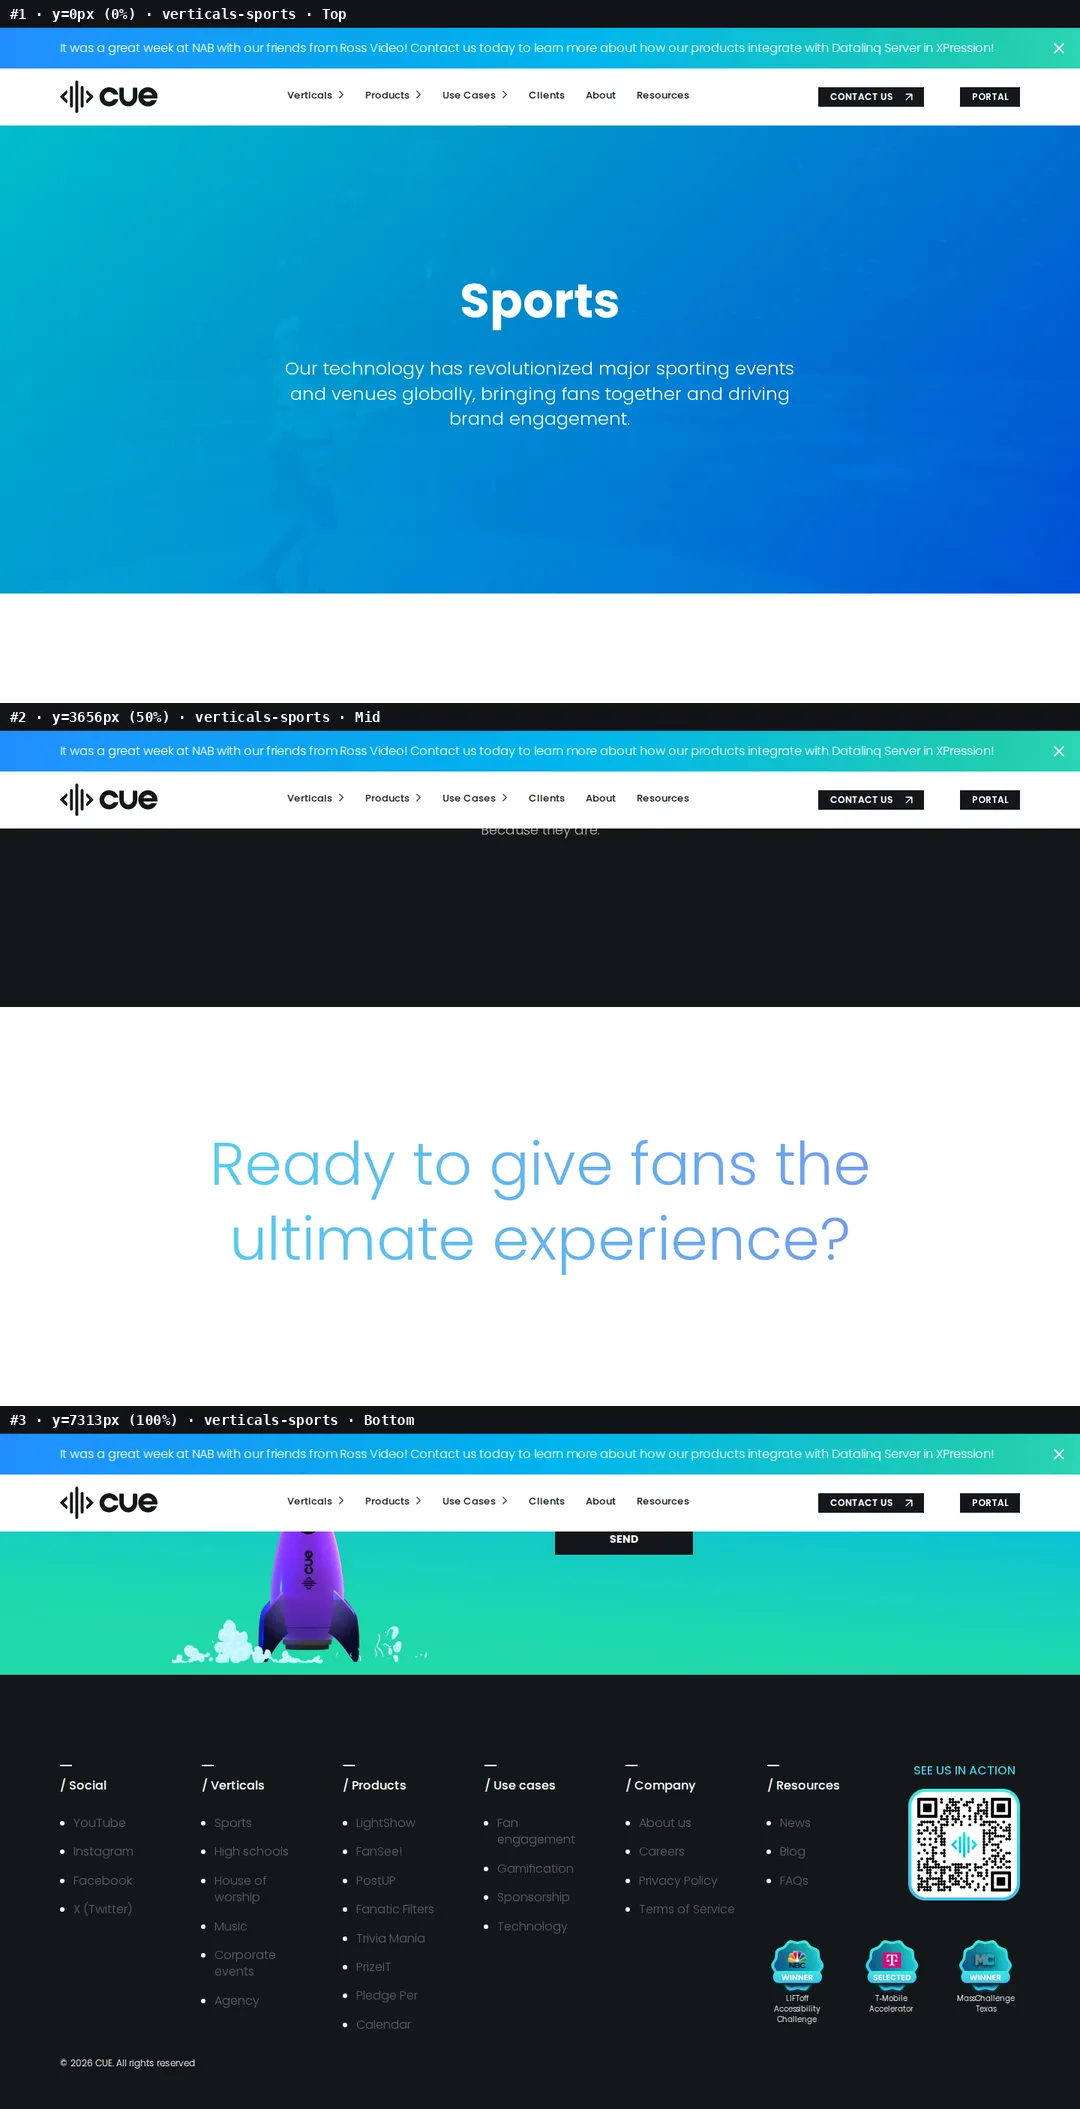 #1 · y=0px (0%) · verticals-sports · Top
It was a great week at NAB with our friends from Ross Video! Contact us today to learn more about how our products integrate with Datalinq Server in XPression!
cue
Verticals
Products
Use Cases
Clients
About
Resources
CONTACT US
PORTAL
Sports
Our technology has revolutionized major sporting events
and venues globally, bringing fans together and driving
brand engagement.
#2 · y=3656px (50%) · verticals-sports · Mid
It was a great week at NAB with our friends from Ross Video! Contact us today to learn more about how our products integrate with Datalinq Server in XPression!
cue
Verticals
Products
Use Cases
Clients
About
Resources
CONTACT US
PORTAL
Because they are.
Ready to give fans the
ultimate experience?
#3 · y=7313px (100%) · verticals-sports · Bottom
It was a great week at NAB with our friends from Ross Video! Contact us today to learn more about how our products integrate with Datalinq Server in XPression!
cue
Verticals
Products
Use Cases
Clients
About
Resources
CONTACT US
PORTAL
SEND
cue
/ Social
YouTube
Instagram
Facebook
X (Twitter)
/ Verticals
Sports
High schools
House of
worship
Music
Corporate
events
Agency
/ Products
LightShow
FanSee!
PostUP
Fanatic Filters
Trivia Mania
PrizeIT
Pledge Per
Calendar
/ Use cases
Fan
engagement
Gamification
Sponsorship
Technology
/ Company
About us
Careers
Privacy Policy
Terms of Service
/ Resources
News
Blog
FAQs
SEE US IN ACTION
NBC
WINNER
LIFToff
Accessibility
Challenge
T
SELECTED
T-Mobile
Accelerator
MC
WINNER
MassChallenge
Texas
© 2026 CUE. All rights reserved